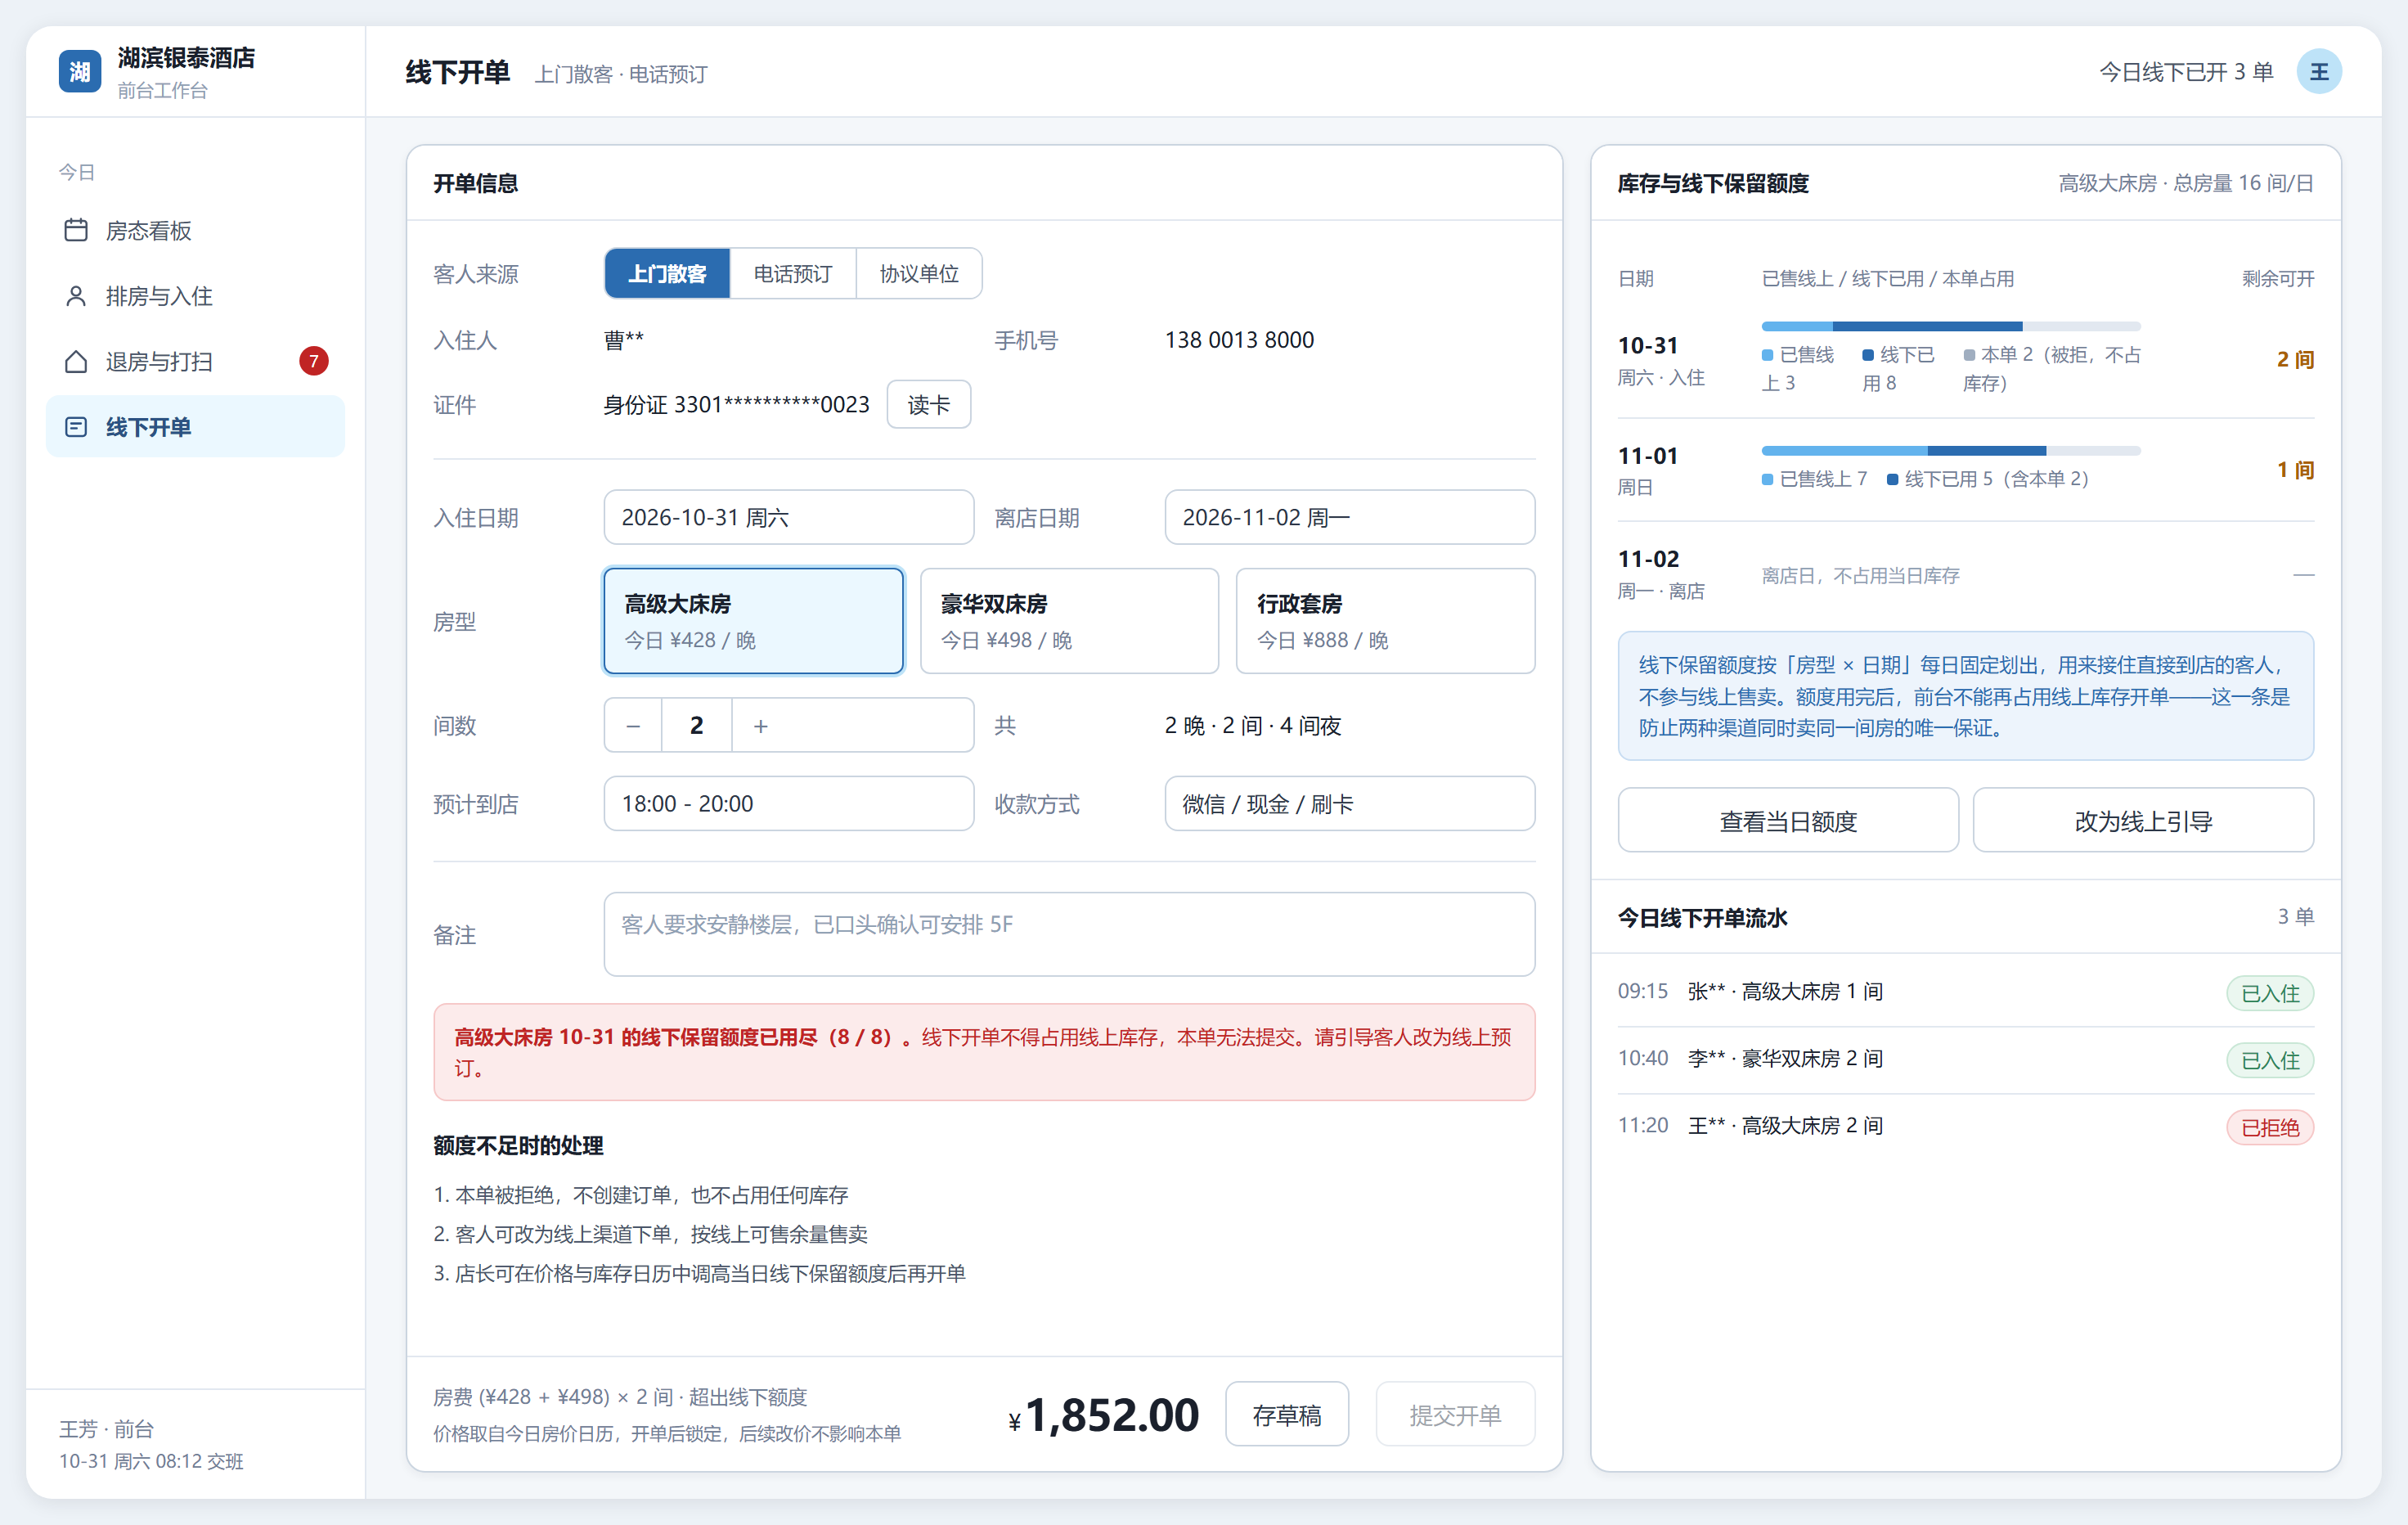 湖
湖滨银泰酒店
前台工作台
今日
房态看板
排房与入住
退房与打扫
7
线下开单
王芳 · 前台
10-31 周六 08:12 交班
线下开单
上门散客 · 电话预订
今日线下已开 3 单
王
开单信息
客人来源
上门散客
电话预订
协议单位
入住人
曹**
手机号
138 0013 8000
证件
身份证 3301**********0023
读卡
入住日期
2026-10-31 周六
离店日期
2026-11-02 周一
房型
高级大床房
今日 ¥428 / 晚
豪华双床房
今日 ¥498 / 晚
行政套房
今日 ¥888 / 晚
间数
−
2
+
共
2 晚 · 2 间 · 4 间夜
预计到店
18:00 - 20:00
收款方式
微信 / 现金 / 刷卡
备注
客人要求安静楼层，已口头确认可安排 5F
高级大床房 10-31 的线下保留额度已用尽（8 / 8）。线下开单不得占用线上库存，本单无法提交。请引导客人改为线上预
订。
额度不足时的处理
1. 本单被拒绝，不创建订单，也不占用任何库存
2. 客人可改为线上渠道下单，按线上可售余量售卖
3. 店长可在价格与库存日历中调高当日线下保留额度后再开单
房费 (¥428 + ¥498) × 2 间 · 超出线下额度
价格取自今日房价日历，开单后锁定，后续改价不影响本单
¥1,852.00
存草稿
提交开单
库存与线下保留额度
高级大床房 · 总房量 16 间/日
日期
已售线上 / 线下已用 / 本单占用
剩余可开
10-31
周六 · 入住
已售线
上 3
线下已
用 8
本单 2（被拒，不占
库存）
2 间
11-01
周日
已售线上 7
线下已用 5（含本单 2）
1 间
11-02
周一 · 离店
离店日，不占用当日库存
—
线下保留额度按「房型 × 日期」每日固定划出，用来接住直接到店的客人，
不参与线上售卖。额度用完后，前台不能再占用线上库存开单——这一条是
防止两种渠道同时卖同一间房的唯一保证。
查看当日额度
改为线上引导
今日线下开单流水
3 单
09:15
张** · 高级大床房 1 间
已入住
10:40
李** · 豪华双床房 2 间
已入住
11:20
王** · 高级大床房 2 间
已拒绝